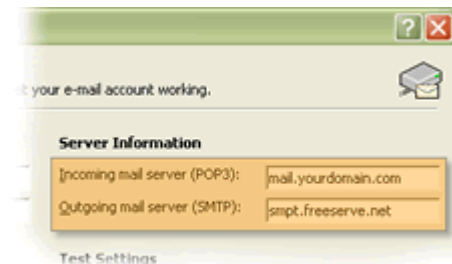 ?
t your e-mail account working.
Server Information
Incoming mail server (POP3): mail.yourdomain.com
Outgoing mail server (SMTP): smpt.freeserve.net
Test Settings